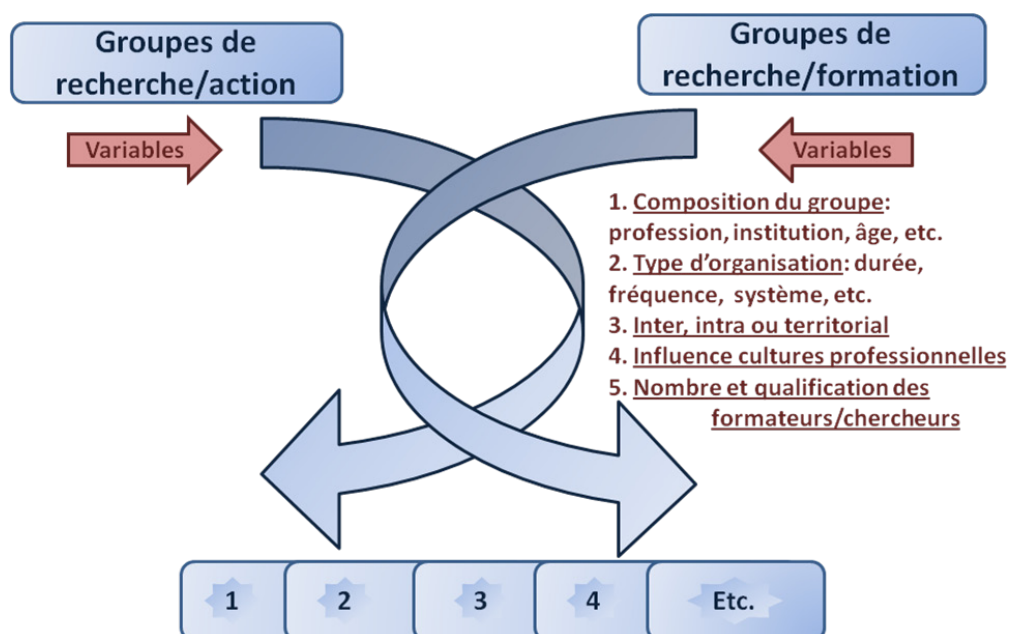 Groupes de
recherche/action
Groupes de
recherche/formation
Variables
Variables
1. Composition du groupe:
profession, institution, âge, etc.
2. Type d'organisation: durée,
fréquence, système, etc.
3. Inter, intra ou territorial
4. Influence cultures professionnelles
5. Nombre et qualification des
formateurs/chercheurs
1
2
3
4
Etc.